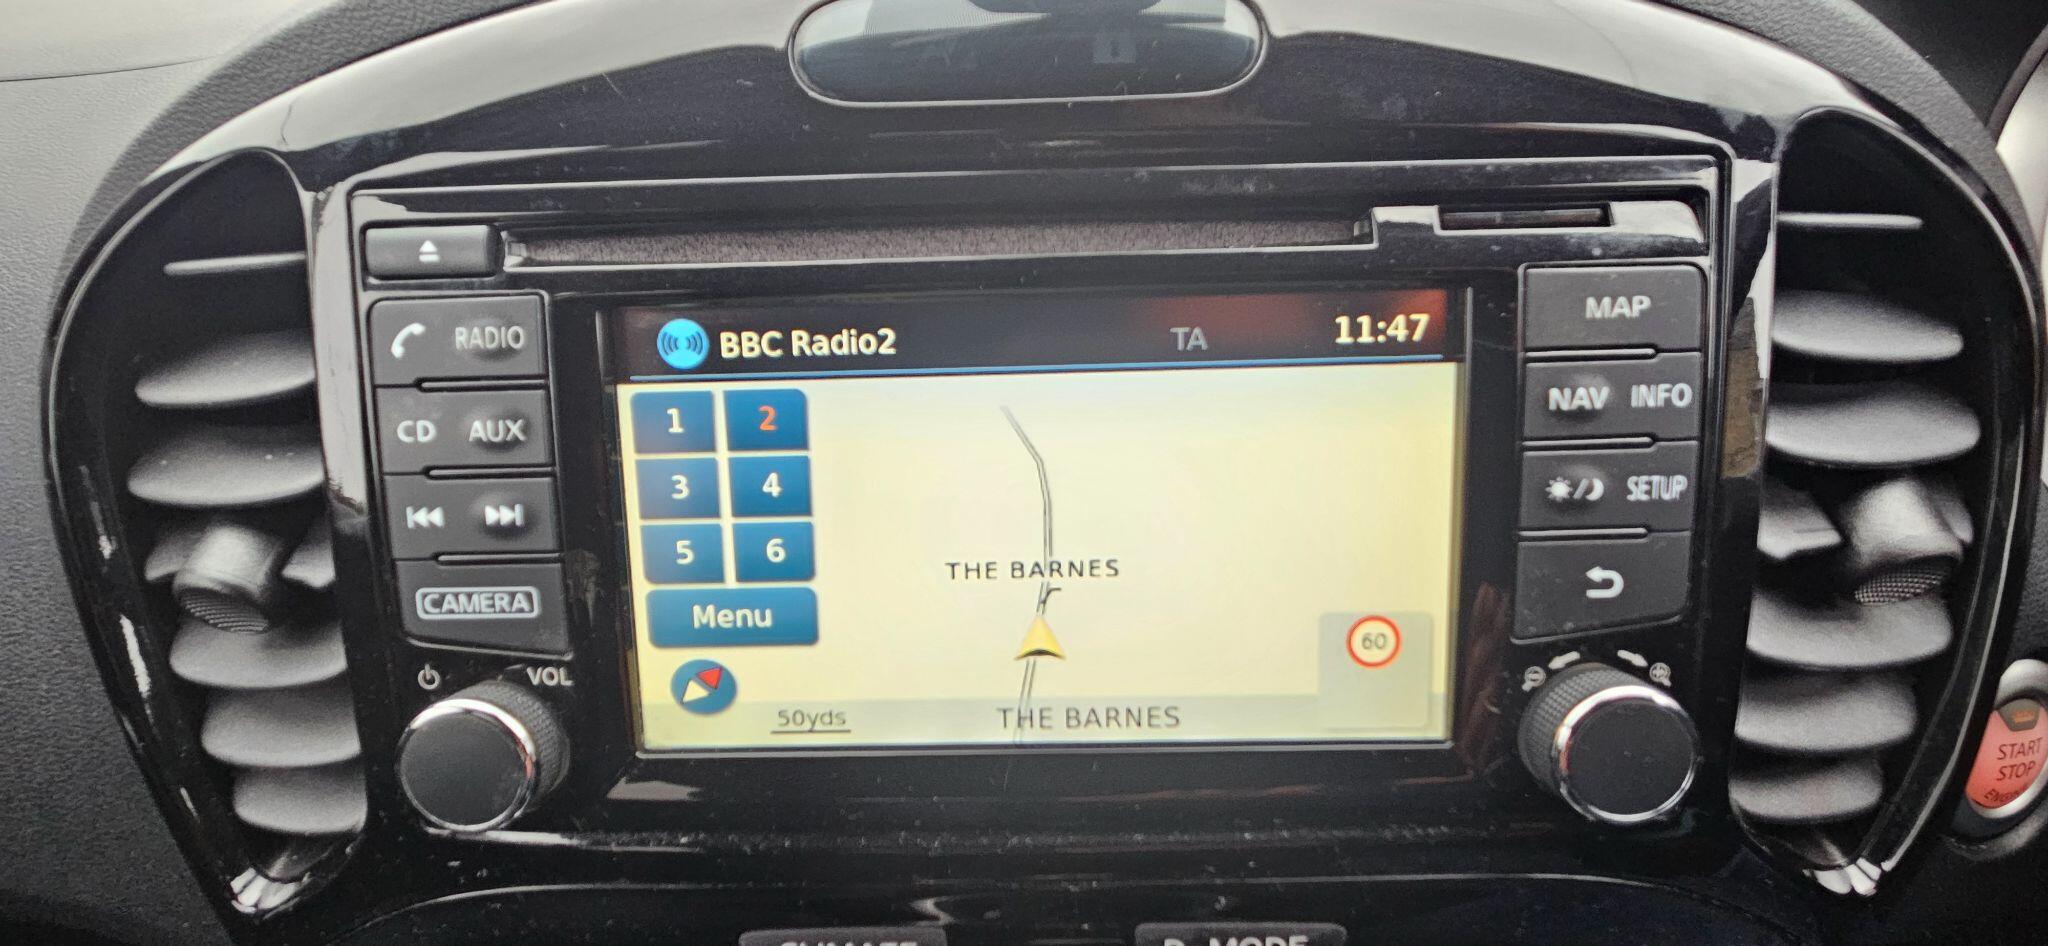 RADIO
CD AUX
CAMERA
VOL
BBC Radio2 TA 11:47
1 2
3 4
5 6
Menu
THE BARNES
60
50yds THE BARNES
MAP
NAV INFO
SETUP
START
STOP
D-MODE